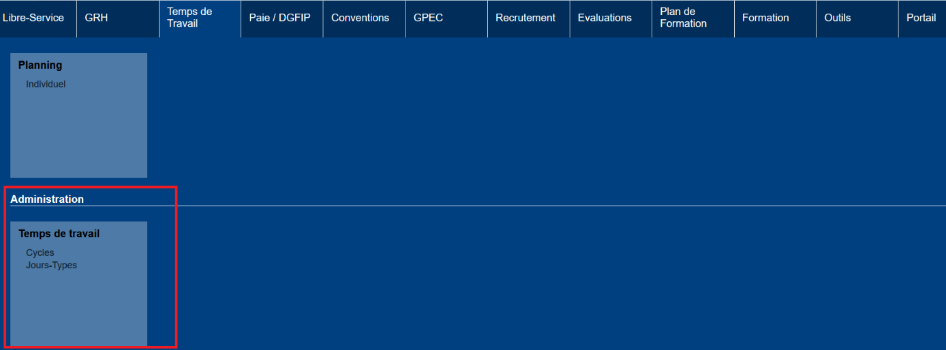 Libre-Service GRH Temps de Travail Paie / DGFIP Conventions GPEC Recrutement Evaluations Plan de Formation Formation Outils Portail
Planning
Individuel
Administration
Temps de travail
Cycles
Jours-Types